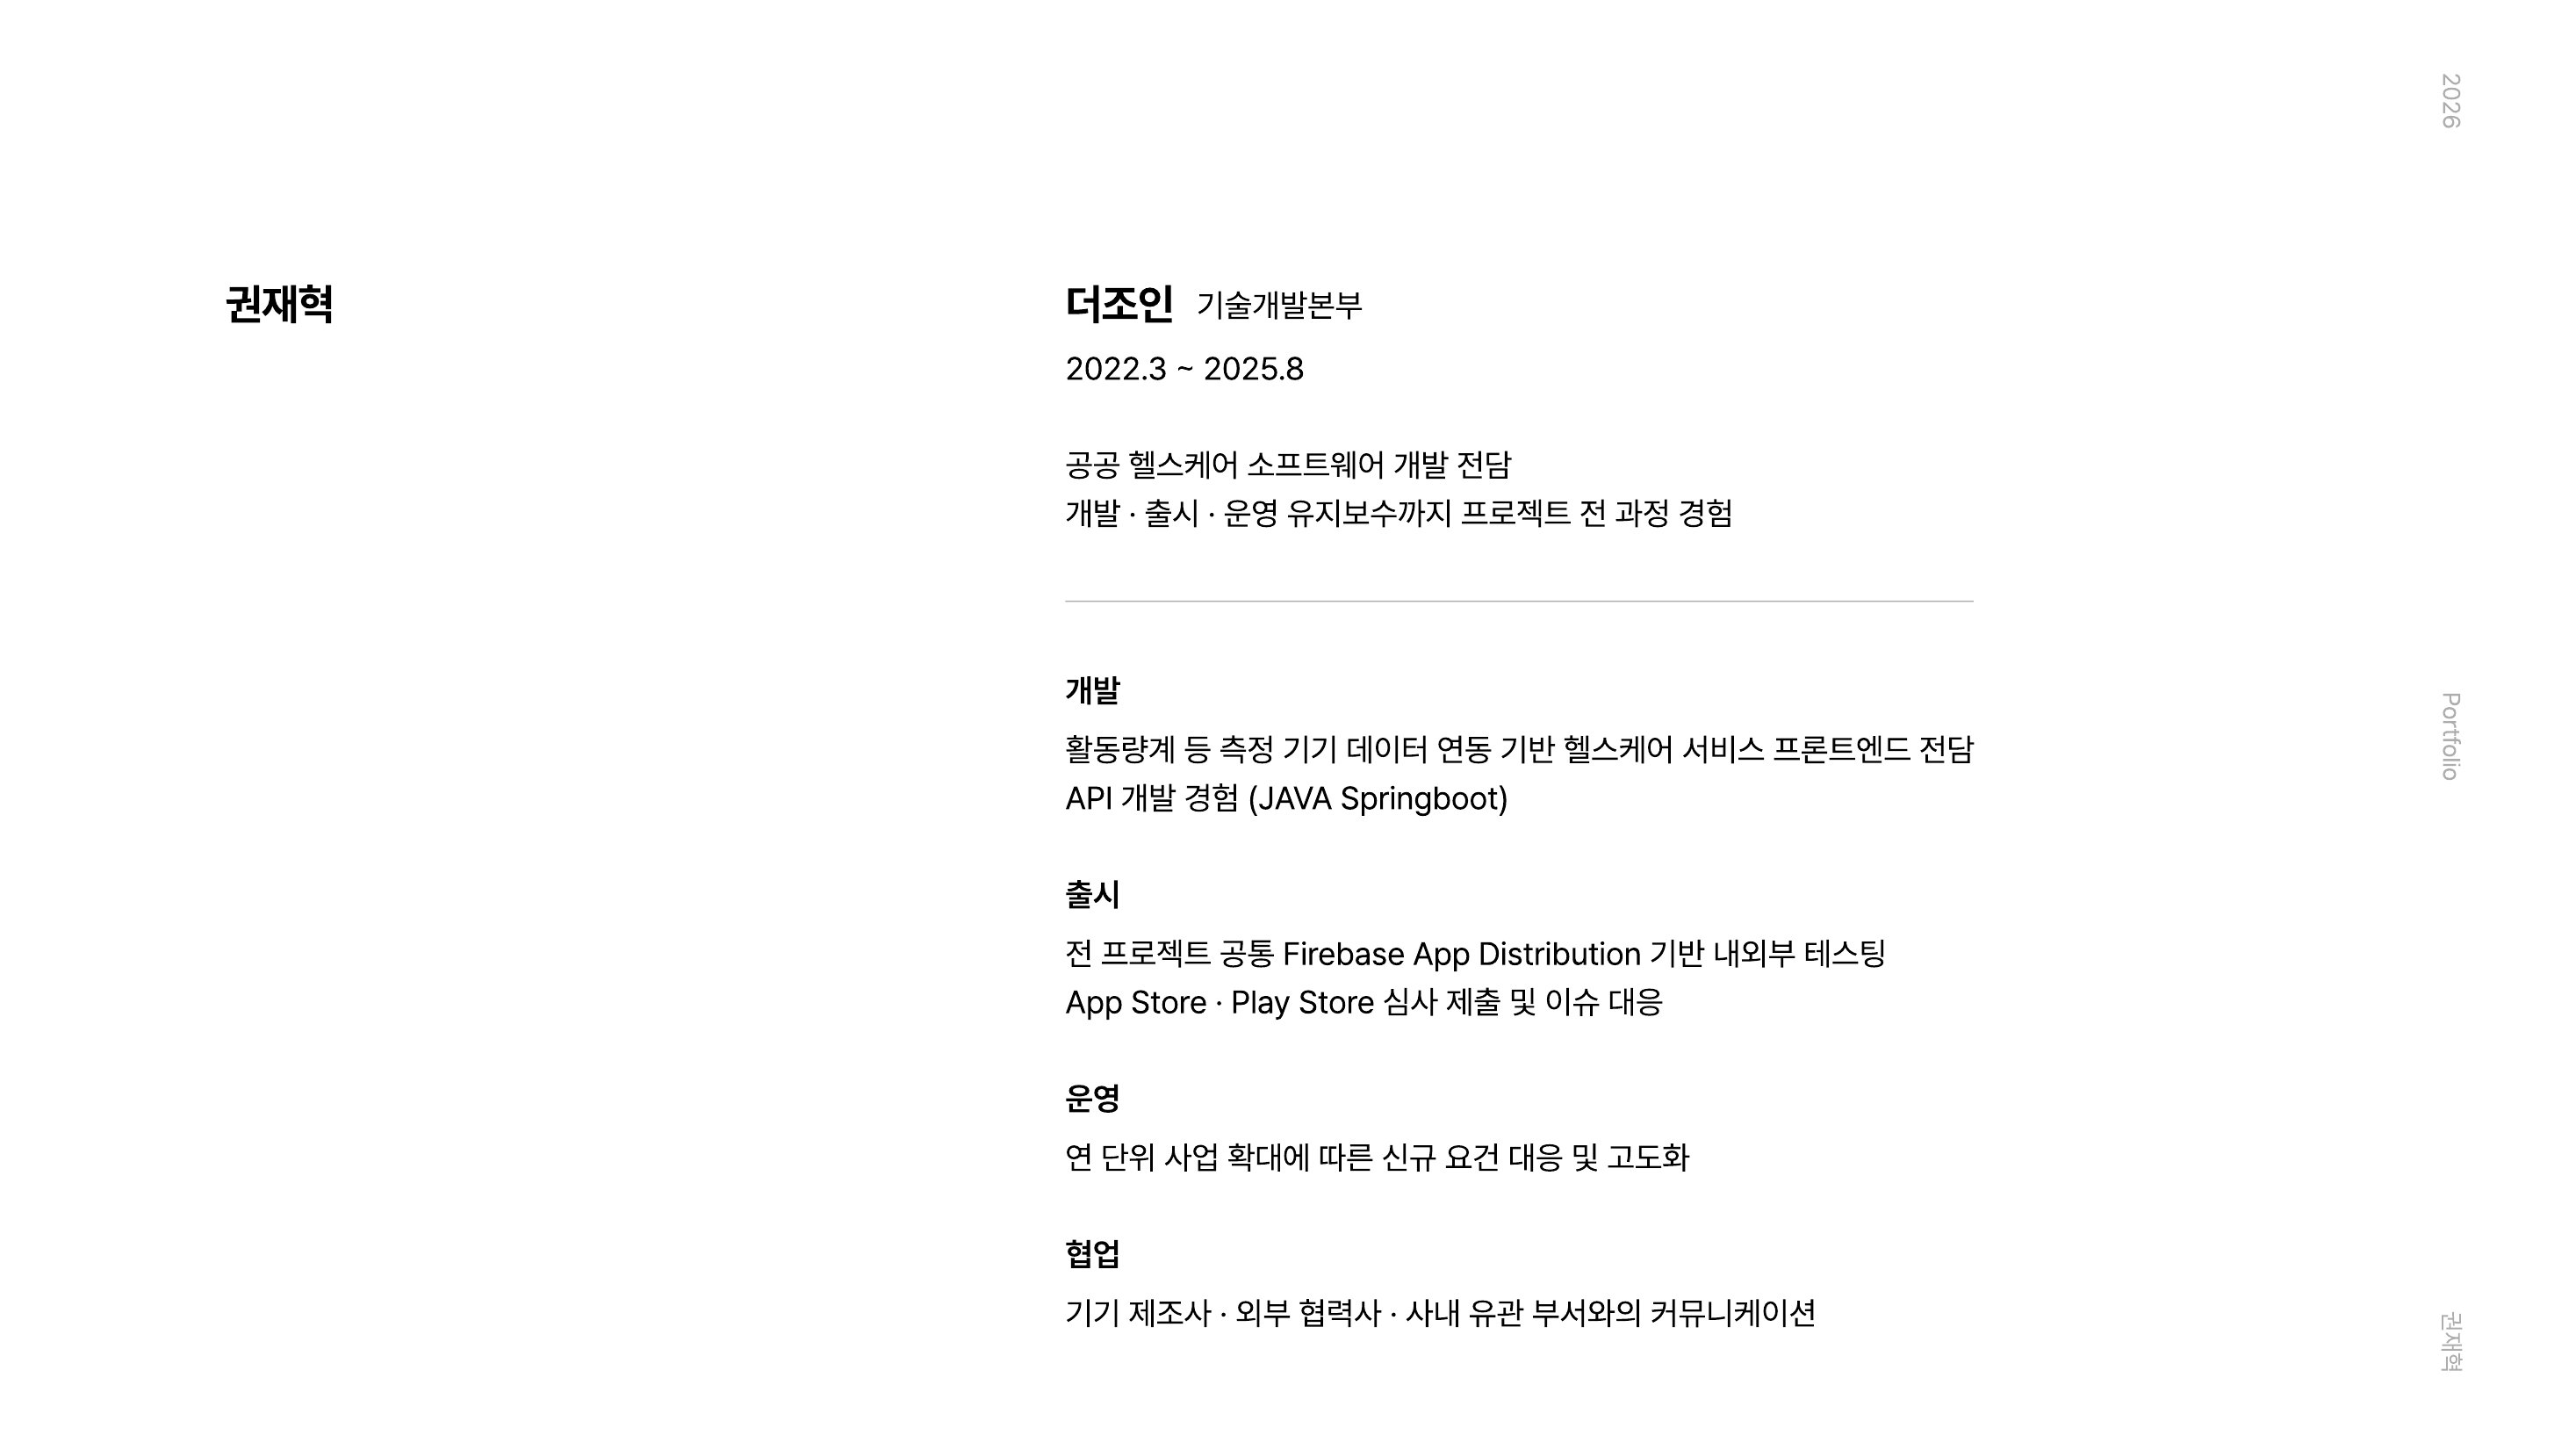 2026
권재혁
더조인 기술개발본부
2022.3 ~ 2025.8
공공 헬스케어 소프트웨어 개발 전담
개발 · 출시 · 운영 유지보수까지 프로젝트 전 과정 경험
개발
활동량계 등 측정 기기 데이터 연동 기반 헬스케어 서비스 프론트엔드 전담
API 개발 경험 (JAVA Springboot)
출시
전 프로젝트 공통 Firebase App Distribution 기반 내외부 테스팅
App Store · Play Store 심사 제출 및 이슈 대응
운영
연 단위 사업 확대에 따른 신규 요건 대응 및 고도화
협업
기기 제조사 · 외부 협력사 · 사내 유관 부서와의 커뮤니케이션
Portfolio
권재혁